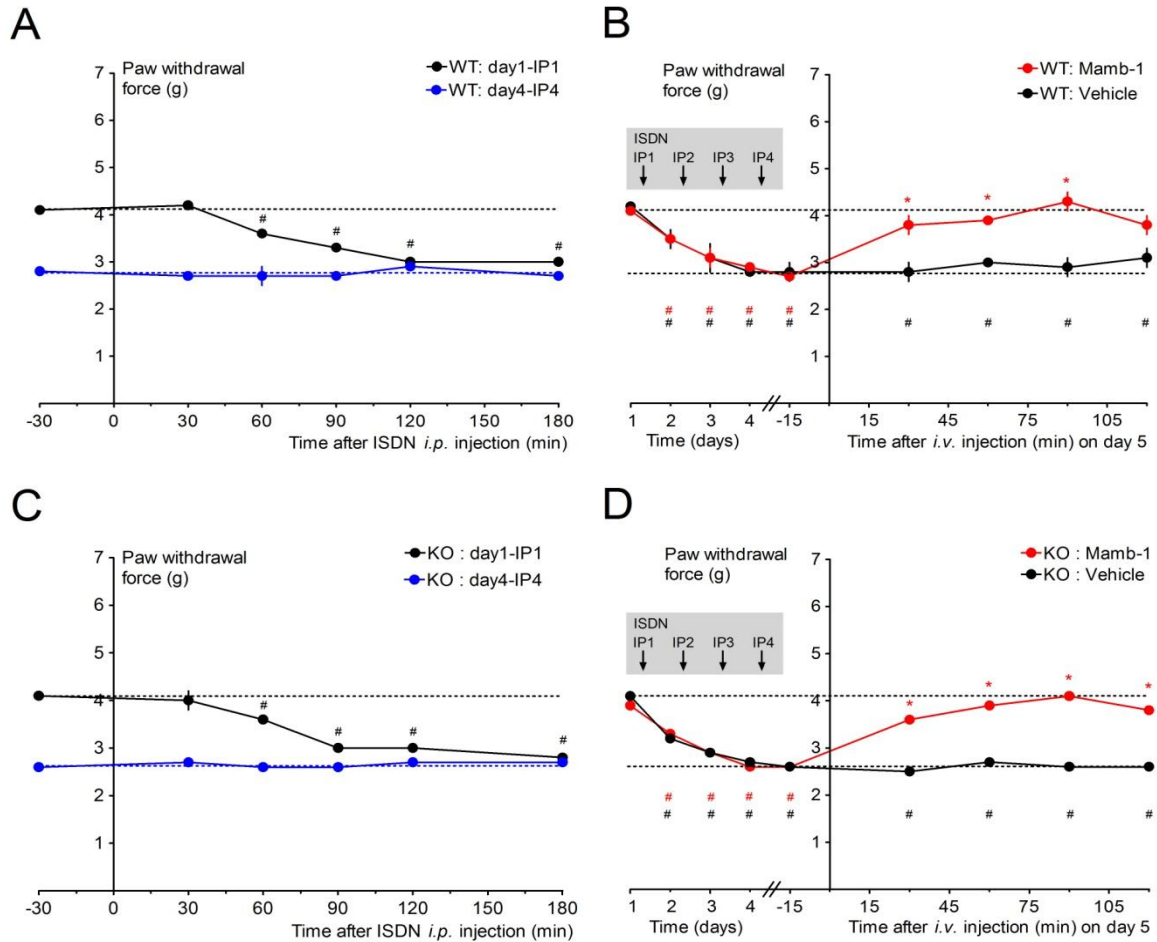 A
Paw withdrawal
force (g)
WT: day1-IP1
WT: day4-IP4
7
6
5
4
3
2
1
# # # #
-30 0 30 60 90 120 150 180
Time after ISDN i.p. injection (min)
B
Paw withdrawal
force (g)
WT: Mamb-1
WT: Vehicle
7
6
5
4
3
2
1
ISDN
IP1 IP2 IP3 IP4
* * *
# # # #
# # # # # # # #
1 2 3 4 -15 15 45 75 105
Time (days)
Time after i.v. injection (min) on day 5
C
Paw withdrawal
force (g)
KO : day1-IP1
KO : day4-IP4
7
6
5
4
3
2
1
# # # #
-30 0 30 60 90 120 150 180
Time after ISDN i.p. injection (min)
D
Paw withdrawal
force (g)
KO : Mamb-1
KO : Vehicle
7
6
5
4
3
2
1
ISDN
IP1 IP2 IP3 IP4
* * * *
# # # #
# # # # # # # #
1 2 3 4 -15 15 45 75 105
Time (days)
Time after i.v. injection (min) on day 5